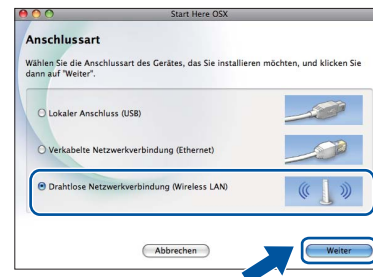 Start Here OSX
Anschlussart
Wählen Sie die Anschlussart des Gerätes, das Sie installieren möchten, und klicken Sie
dann auf "Weiter".
Lokaler Anschluss (USB)
Verkabelte Netzwerkverbindung (Ethernet)
Drahtlose Netzwerkverbindung (Wireless LAN)
Abbrechen
Weiter